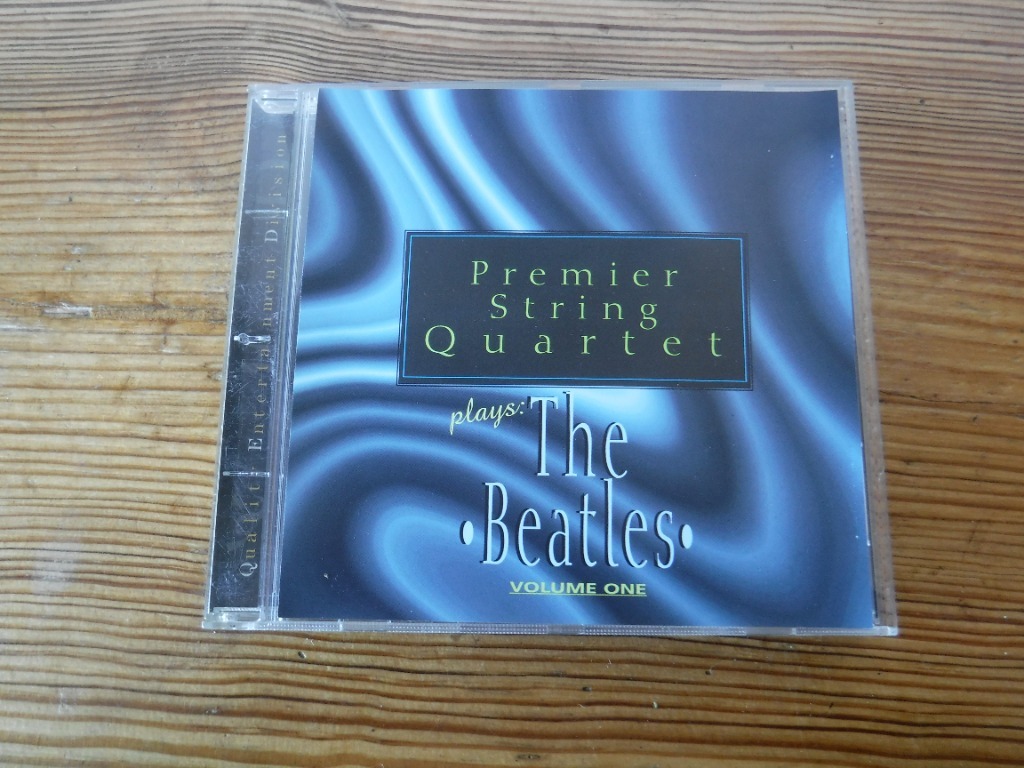 Premier
String
Quartet
plays:
The
•Beatles•
VOLUME ONE
Quality Entertainment Division